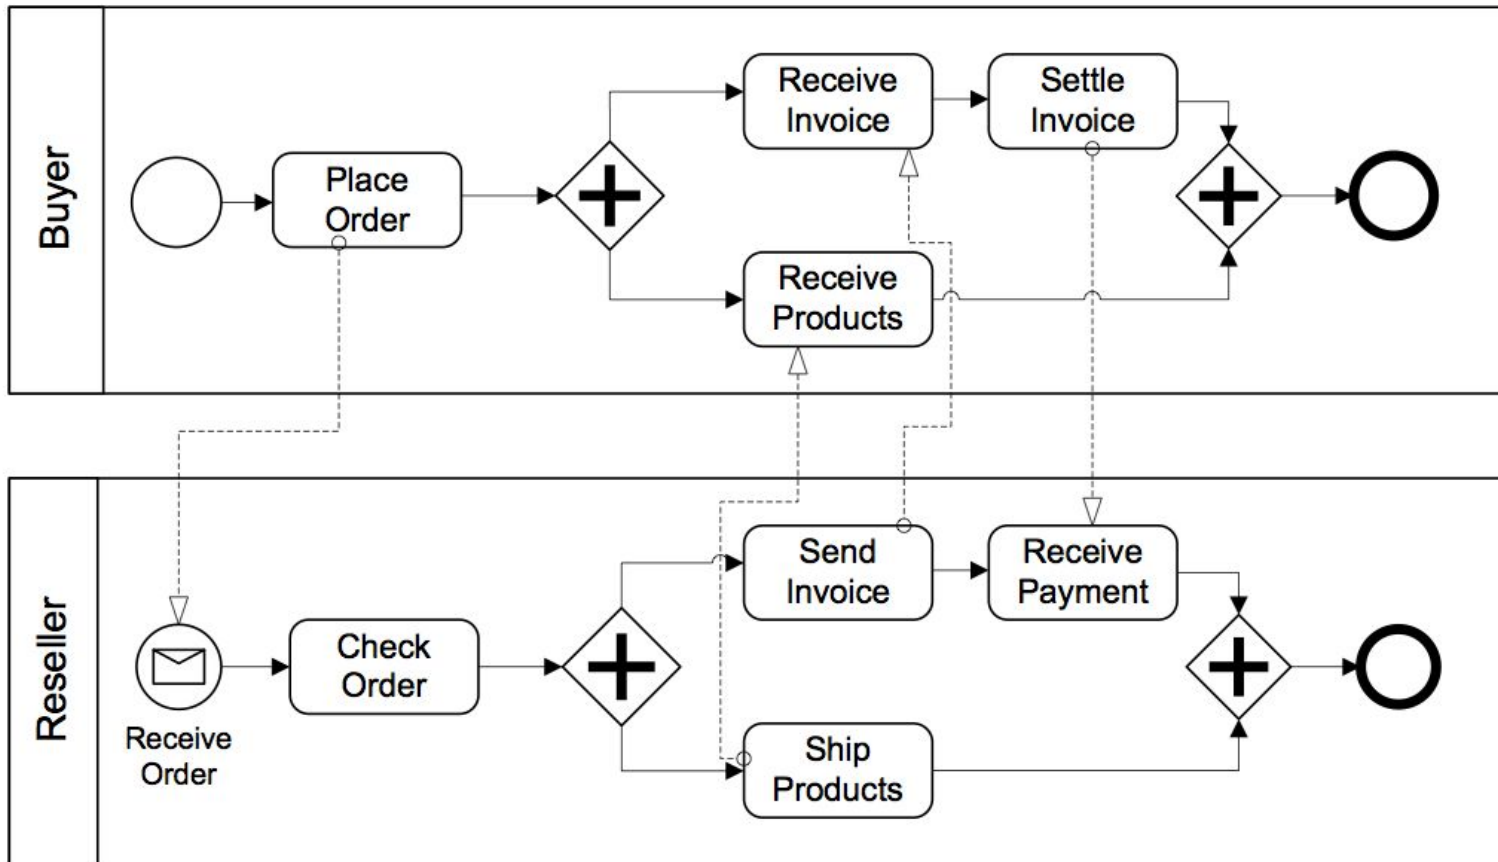 Buyer
Place
Order
Receive
Invoice
Settle
Invoice
Receive
Products
Reseller
Receive
Order
Check
Order
Send
Invoice
Receive
Payment
Ship
Products